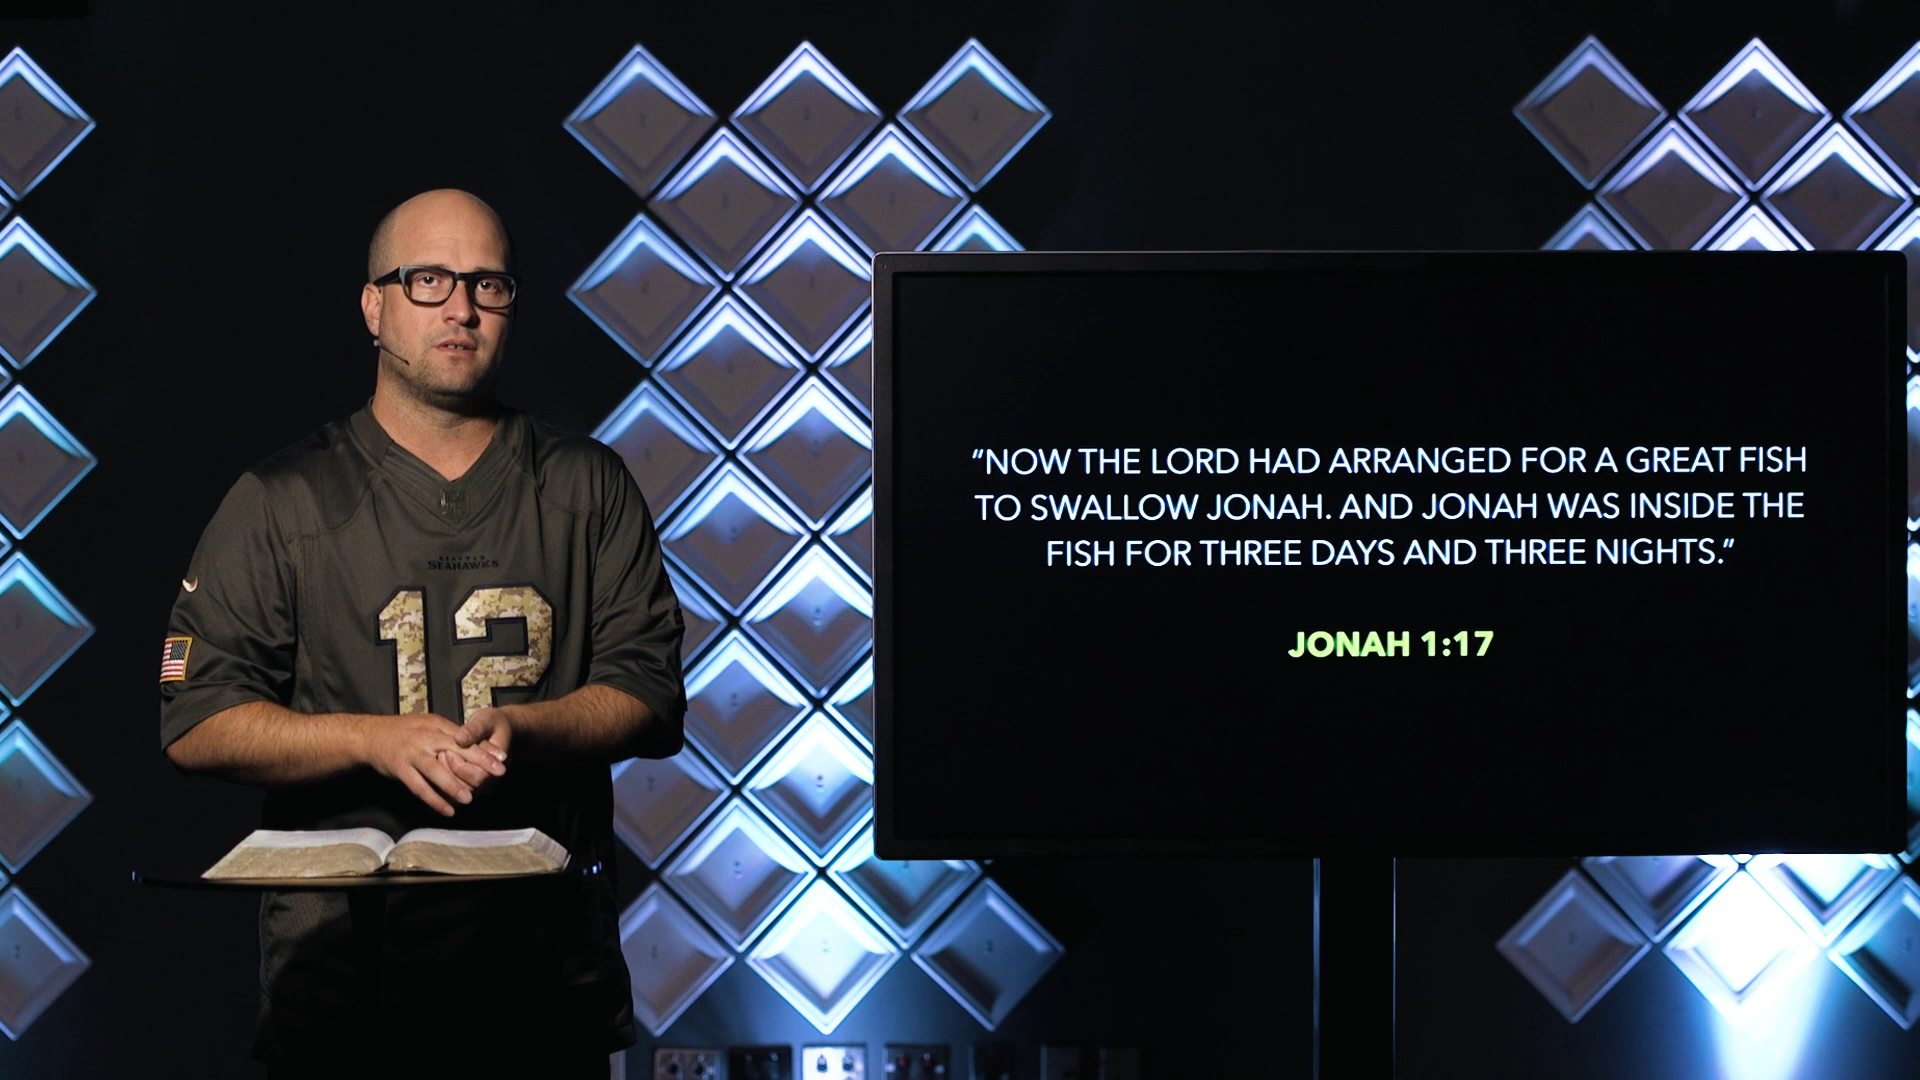 SEATTLE
SEAHAWKS
12
“NOW THE LORD HAD ARRANGED FOR A GREAT FISH
TO SWALLOW JONAH. AND JONAH WAS INSIDE THE
FISH FOR THREE DAYS AND THREE NIGHTS.”
JONAH 1:17